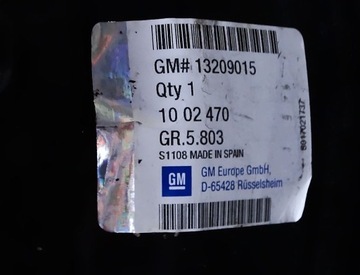 GM# 13209015
Qty 1
10 02 470
GR.5.803
S1108 MADE IN SPAIN
GM
GM Europe GmbH,
D-65428 Rüsselsheim
8017021737